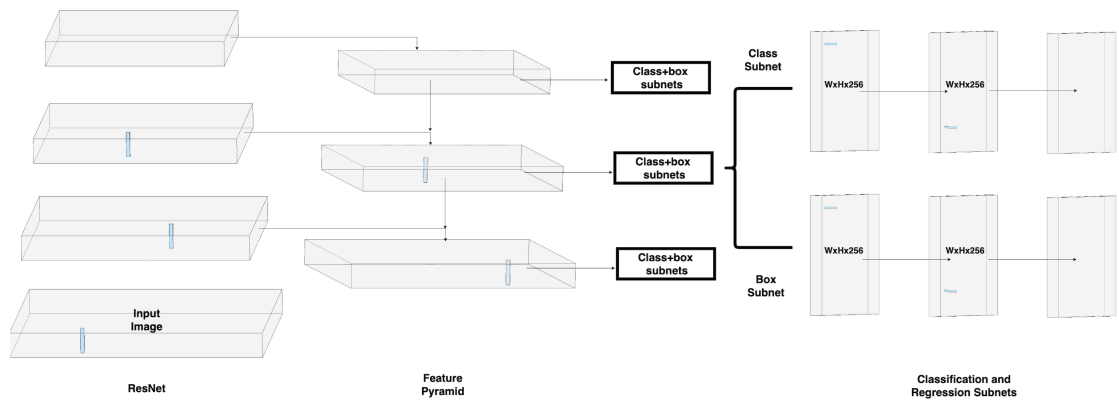 Class+box
subnets
Class+box
subnets
Class+box
subnets
Class
Subnet
WxHx256
WxHx256
Box
Subnet
WxHx256
WxHx256
Input
Image
ResNet
Feature
Pyramid
Classification and
Regression Subnets